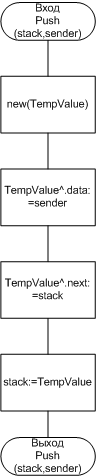 Вход
Push
(stack,sender)
new(TempValue)
TempValue^.data:
=sender
TempValue^.next:
=stack
stack:=TempValue
Выход
Push
(stack,sender)